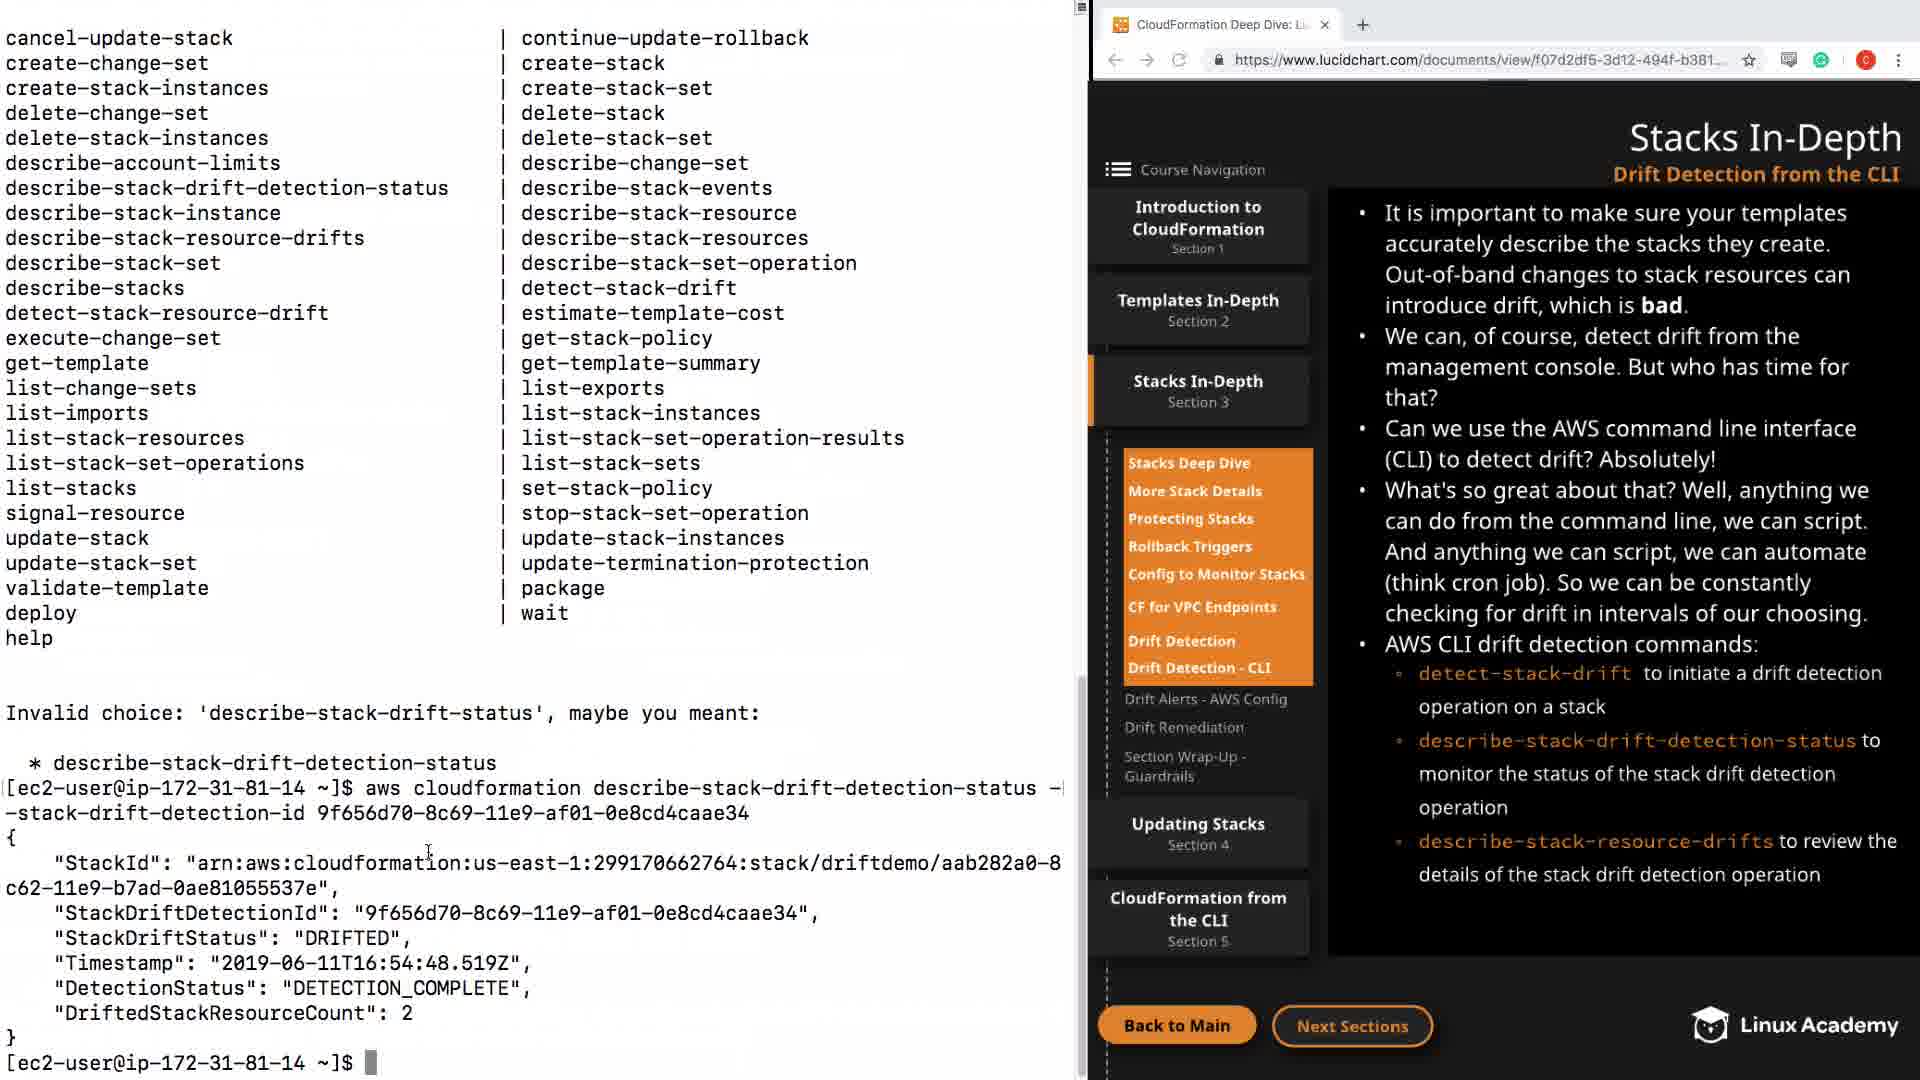 cancel-update-stack | continue-update-rollback
create-change-set | create-stack
create-stack-instances | create-stack-set
delete-change-set | delete-stack
delete-stack-instances | delete-stack-set
describe-account-limits | describe-change-set
describe-stack-drift-detection-status | describe-stack-events
describe-stack-instance | describe-stack-resource
describe-stack-resource-drifts | describe-stack-resources
describe-stack-set | describe-stack-set-operation
describe-stacks | detect-stack-drift
detect-stack-resource-drift | estimate-template-cost
execute-change-set | get-stack-policy
get-template | get-template-summary
list-change-sets | list-exports
list-imports | list-stack-instances
list-stack-resources | list-stack-set-operation-results
list-stack-set-operations | list-stack-sets
list-stacks | set-stack-policy
signal-resource | stop-stack-set-operation
update-stack | update-stack-instances
update-stack-set | update-termination-protection
validate-template | package
deploy | wait
help
Invalid choice: 'describe-stack-drift-status', maybe you meant:
* describe-stack-drift-detection-status
[ec2-user@ip-172-31-81-14 ~]$ aws cloudformation describe-stack-drift-detection-status -
-stack-drift-detection-id 9f656d70-8c69-11e9-af01-0e8cd4caae34
{
"StackId": "arn:aws:cloudformation:us-east-1:299170662764:stack/driftdemo/aab282a0-8
c62-11e9-b7ad-0ae81055537e",
"StackDriftDetectionId": "9f656d70-8c69-11e9-af01-0e8cd4caae34",
"StackDriftStatus": "DRIFTED",
"Timestamp": "2019-06-11T16:54:48.519Z",
"DetectionStatus": "DETECTION_COMPLETE",
"DriftedStackResourceCount": 2
}
[ec2-user@ip-172-31-81-14 ~]$
CloudFormation Deep Dive: Li
https://www.lucidchart.com/documents/view/f07d2df5-3d12-494f-b381...
C
Stacks In-Depth
Drift Detection from the CLI
Course Navigation
Introduction to
CloudFormation
Section 1
Templates In-Depth
Section 2
Stacks In-Depth
Section 3
Stacks Deep Dive
More Stack Details
Protecting Stacks
Rollback Triggers
Config to Monitor Stacks
CF for VPC Endpoints
Drift Detection
Drift Detection - CLI
Drift Alerts - AWS Config
Drift Remediation
Section Wrap-Up -
Guardrails
Updating Stacks
Section 4
CloudFormation from
the CLI
Section 5
• It is important to make sure your templates
accurately describe the stacks they create.
Out-of-band changes to stack resources can
introduce drift, which is bad.
• We can, of course, detect drift from the
management console. But who has time for
that?
• Can we use the AWS command line interface
(CLI) to detect drift? Absolutely!
• What's so great about that? Well, anything we
can do from the command line, we can script.
And anything we can script, we can automate
(think cron job). So we can be constantly
checking for drift in intervals of our choosing.
• AWS CLI drift detection commands:
◦ detect-stack-drift to initiate a drift detection
operation on a stack
◦ describe-stack-drift-detection-status to
monitor the status of the stack drift detection
operation
◦ describe-stack-resource-drifts to review the
details of the stack drift detection operation
Back to Main
Next Sections
Linux Academy